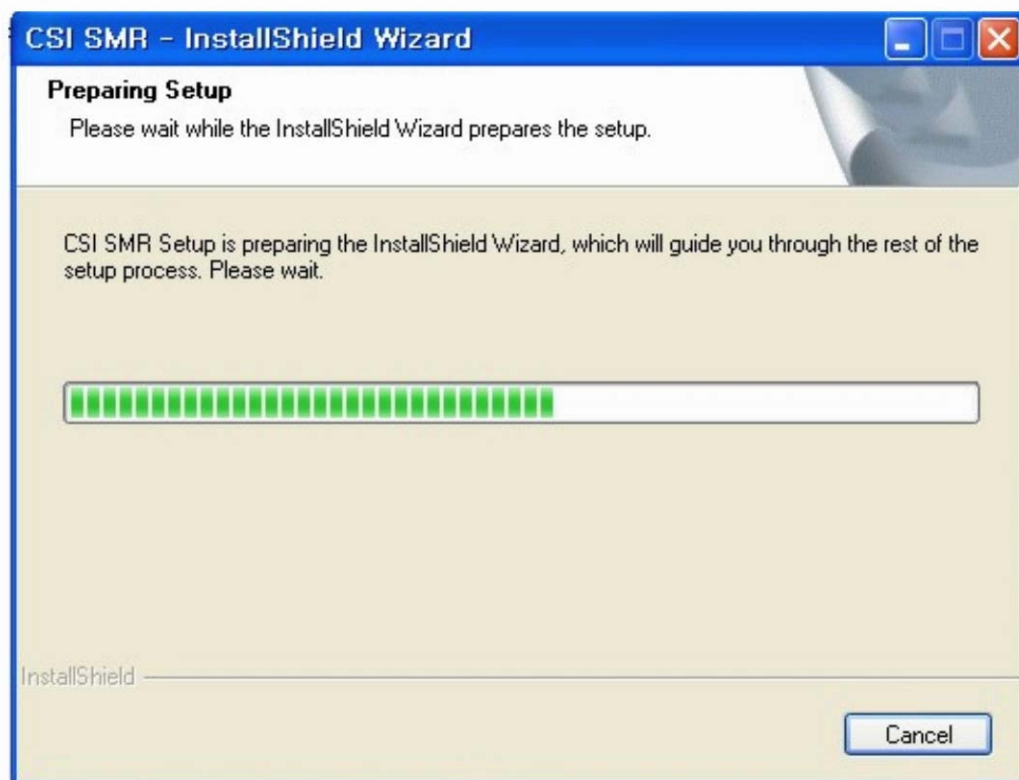 CSI SMR - InstallShield Wizard
Preparing Setup
Please wait while the InstallShield Wizard prepares the setup.
CSI SMR Setup is preparing the InstallShield Wizard, which will guide you through the rest of the
setup process. Please wait.
InstallShield
Cancel